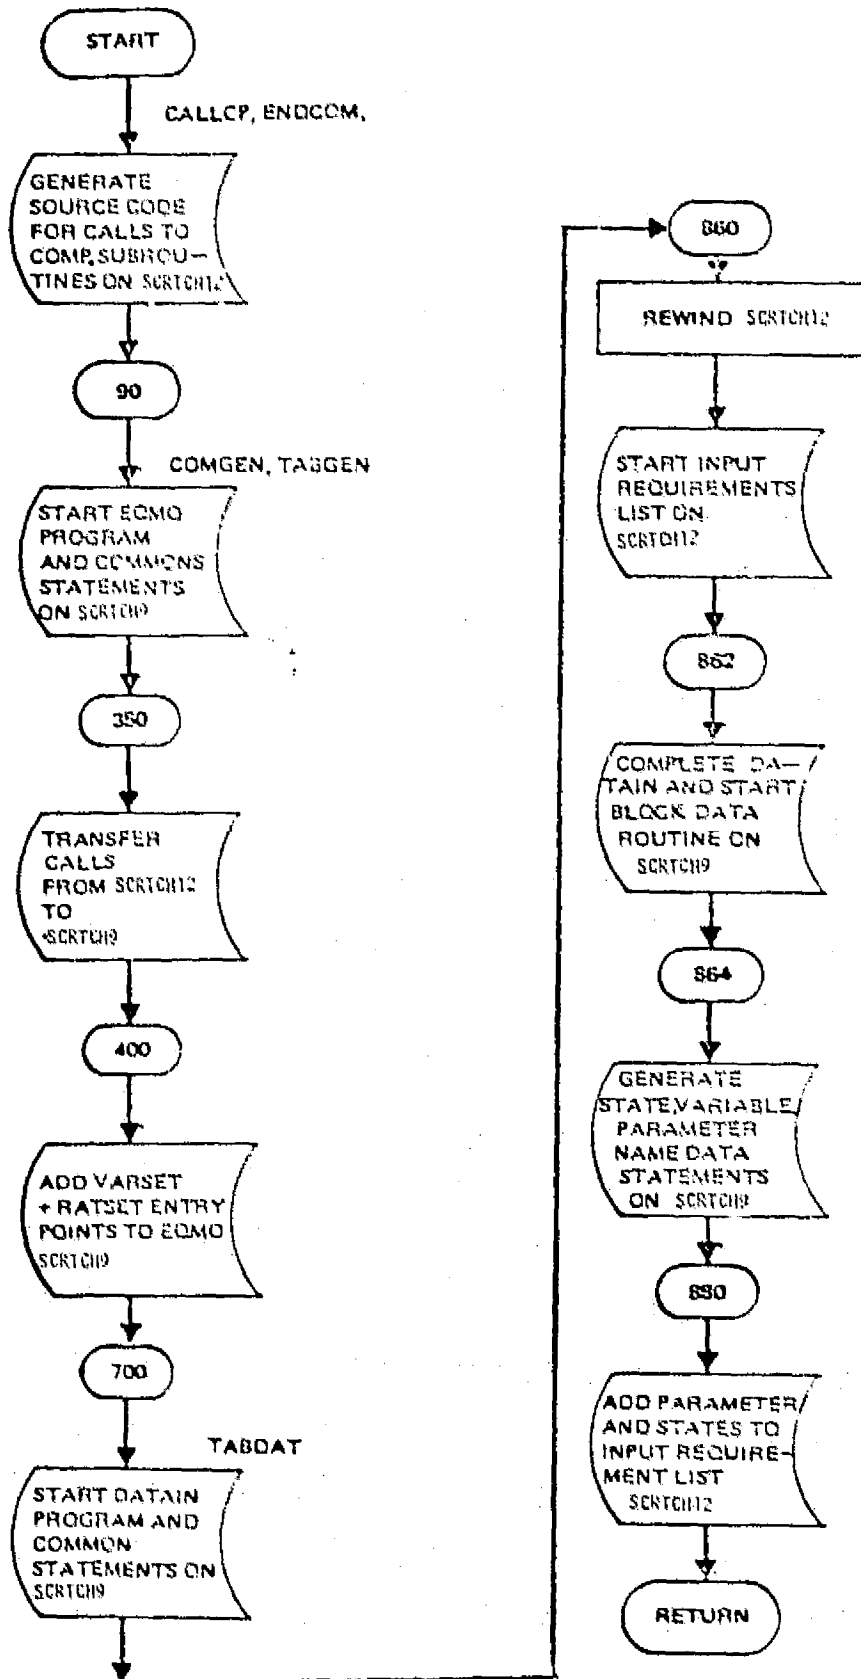 START
CALLCP, ENDCOM,
GENERATE
SOURCE CODE
FOR CALLS TO
COMP. SUBROU-
TINES ON SCRTCH12
90
COMGEN, TABGEN
START EQMO
PROGRAM
AND COMMONS
STATEMENTS
ON SCRTCH9
350
TRANSFER
CALLS
FROM SCRTCH12
TO
SCRTCH9
400
ADD VARSET
+ RATSET ENTRY
POINTS TO EQMO
SCRTCH9
700
TABDAT
START DATAIN
PROGRAM AND
COMMON
STATEMENTS ON
SCRTCH9
860
REWIND SCRTCH12
START INPUT
REQUIREMENTS
LIST ON
SCRTCH12
862
COMPLETE DA-
TAIN AND START
BLOCK DATA
ROUTINE ON
SCRTCH9
864
GENERATE
STATE, VARIABLE,
PARAMETER
NAME DATA
STATEMENTS
ON SCRTCH9
880
ADD PARAMETER
AND STATES TO
INPUT REQUIRE-
MENT LIST
SCRTCH12
RETURN